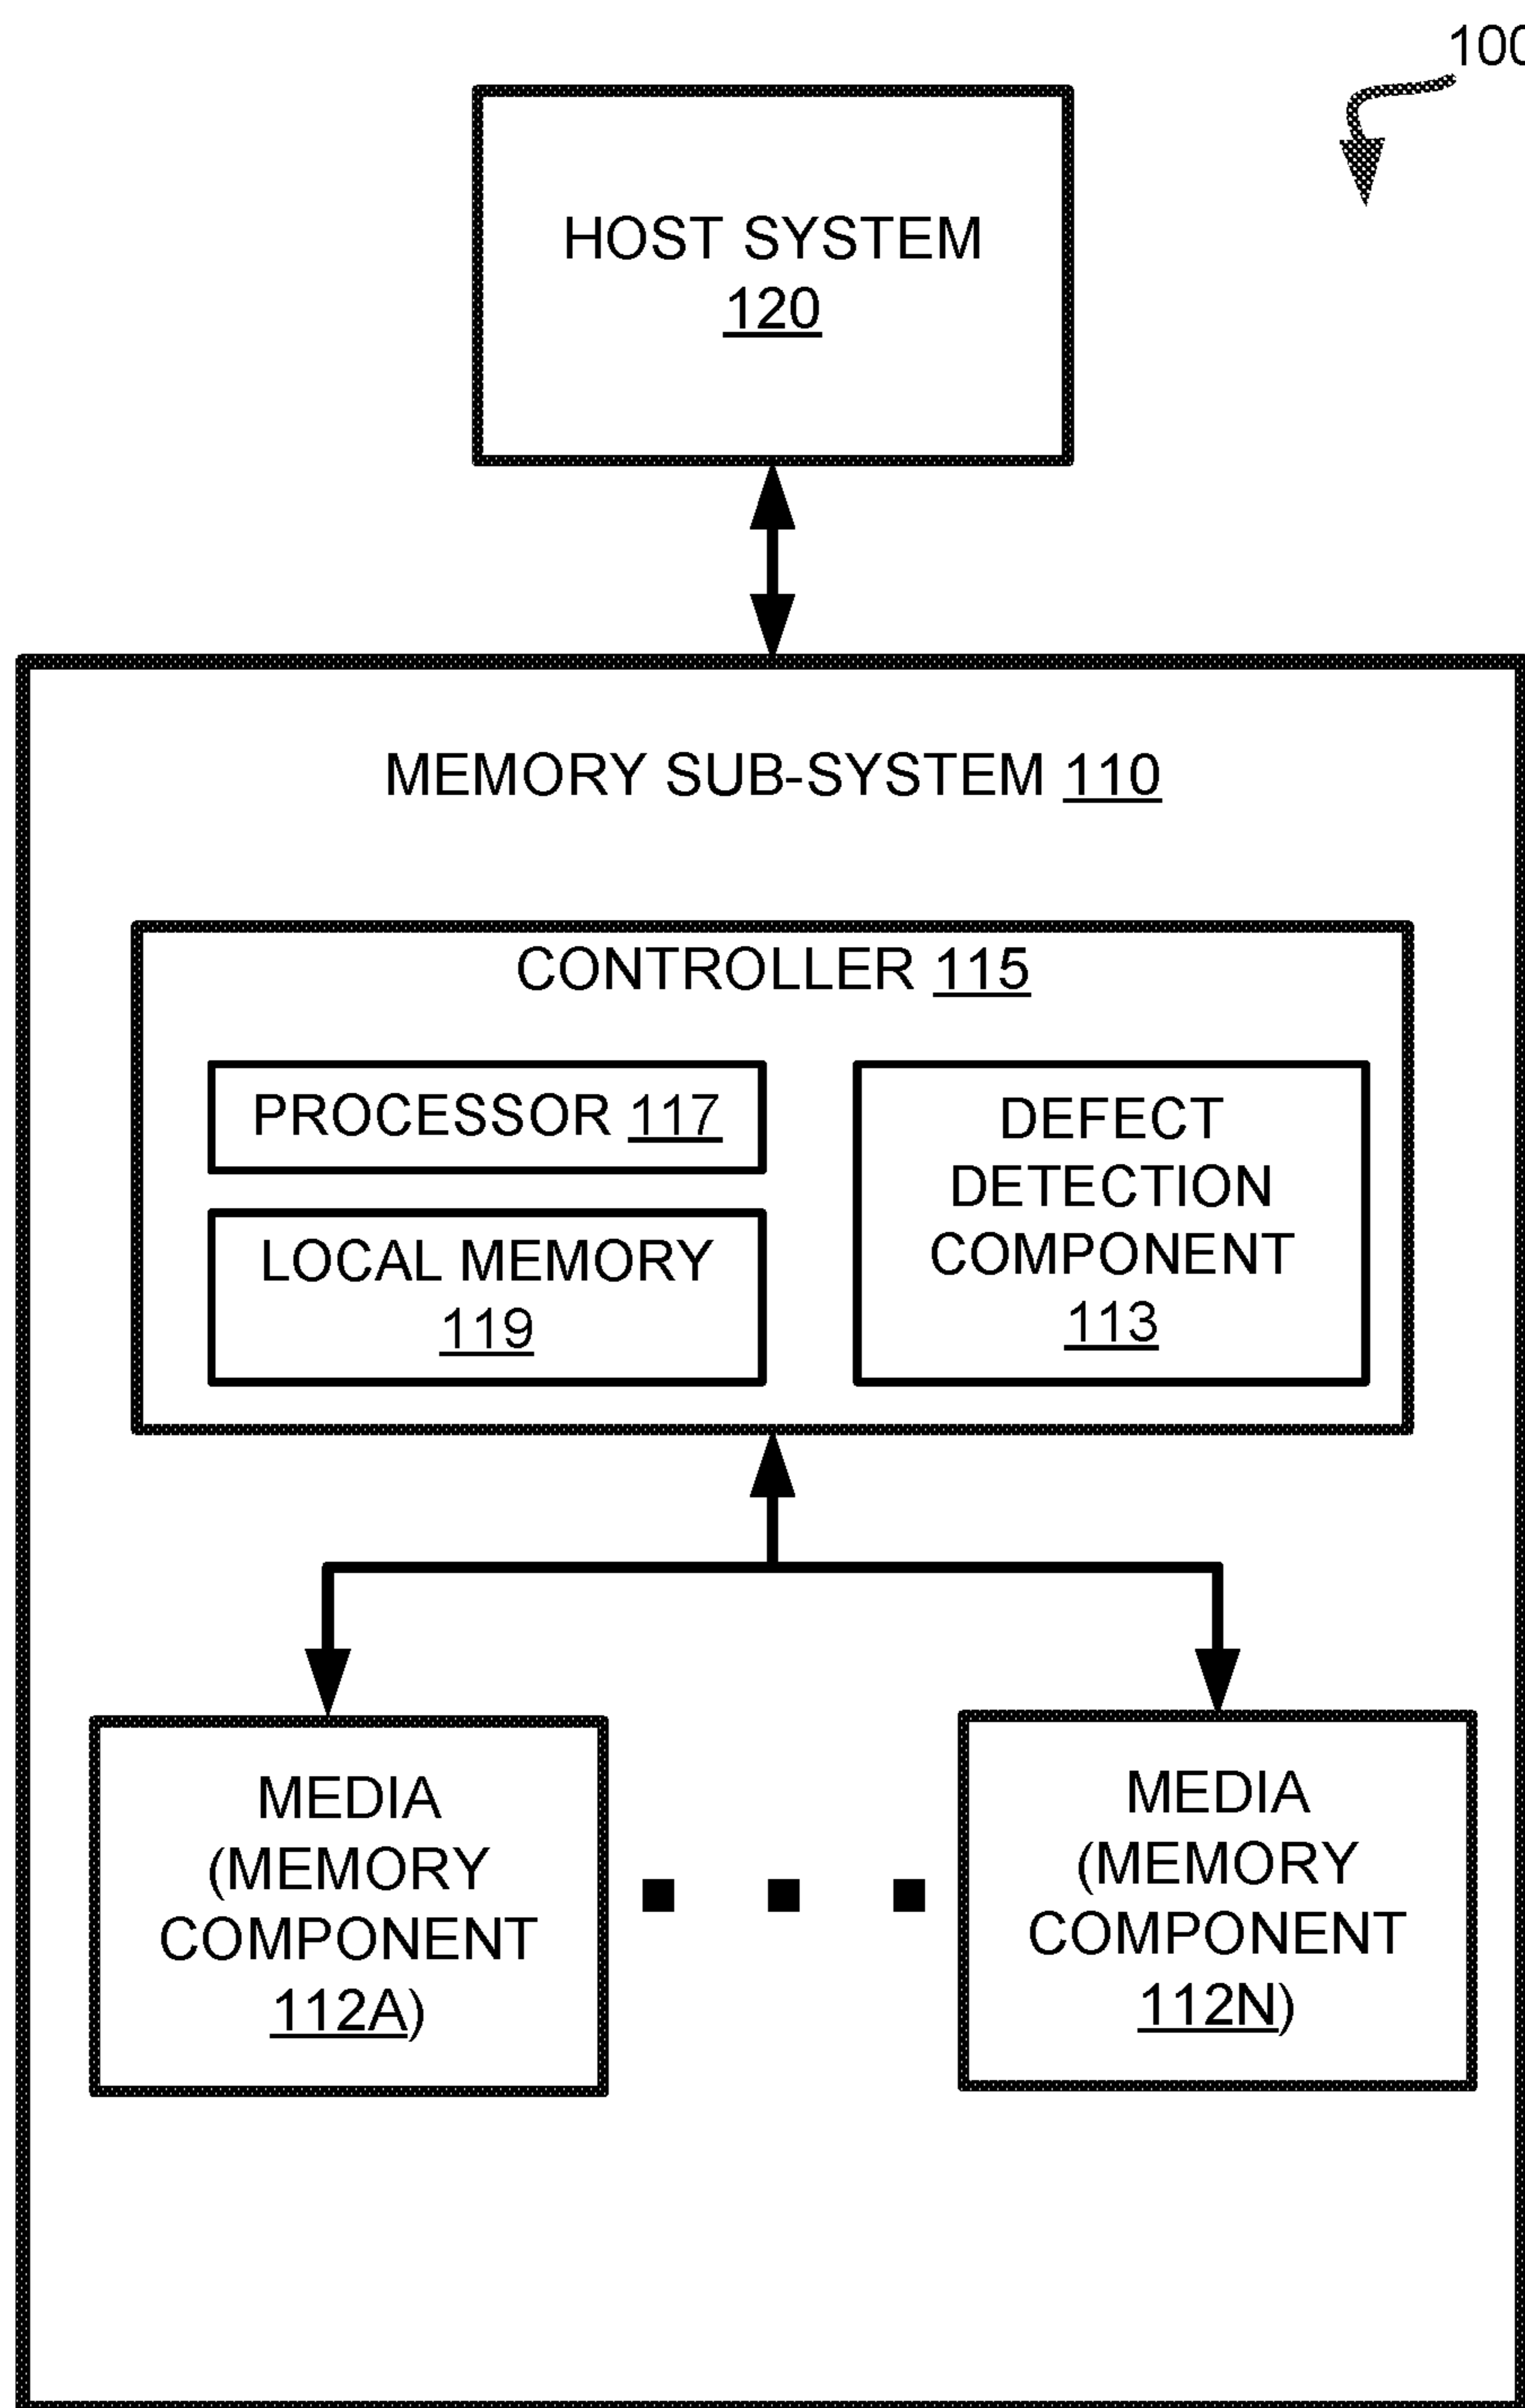 100
HOST SYSTEM
120
MEMORY SUB-SYSTEM 110
CONTROLLER 115
PROCESSOR 117
LOCAL MEMORY
119
DEFECT
DETECTION
COMPONENT
113
MEDIA
(MEMORY
COMPONENT
112A)
MEDIA
(MEMORY
COMPONENT
112N)